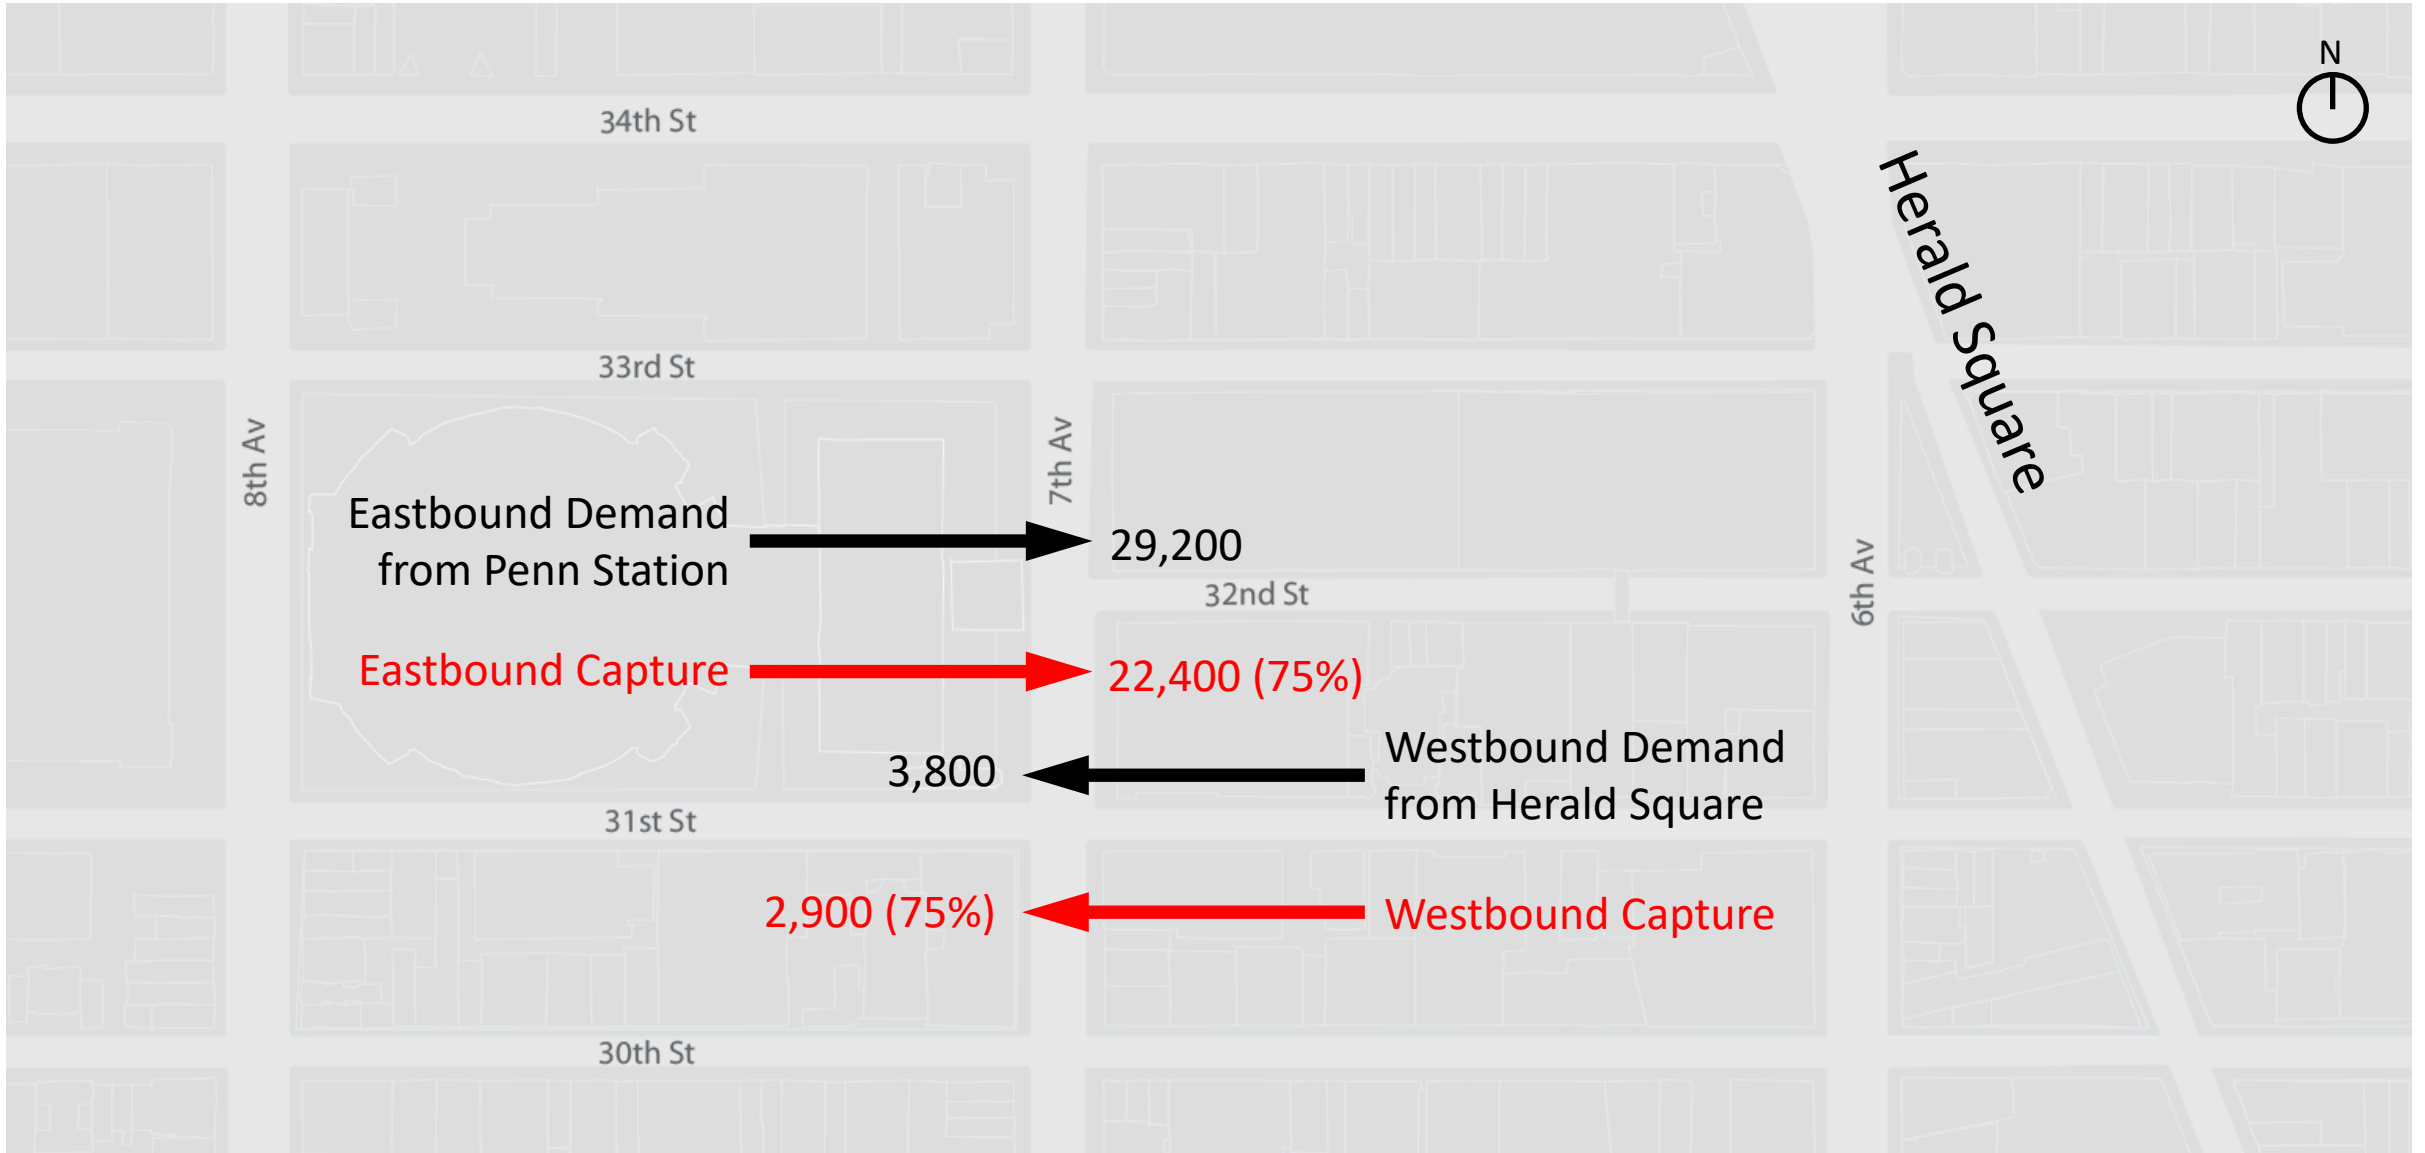 N
34th St
Herald Square
33rd St
8th Av
7th Av
Eastbound Demand
from Penn Station
29,200
32nd St
6th Av
Eastbound Capture
22,400 (75%)
3,800
Westbound Demand
from Herald Square
31st St
2,900 (75%)
Westbound Capture
30th St